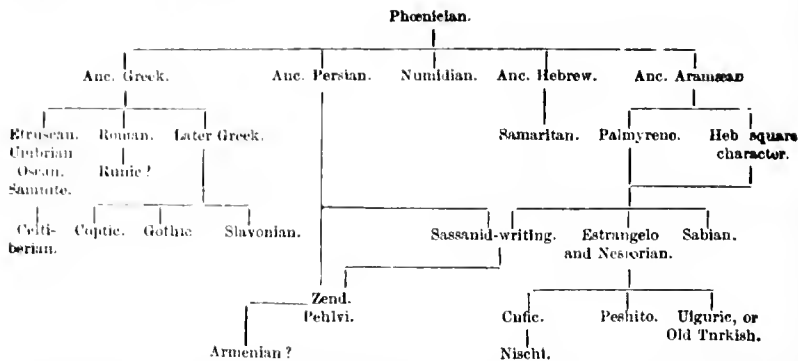 Phœnician.
Anc. Greek. Anc. Persian. Numidian. Anc. Hebrew. Anc. Aramæan
Etruscan. Roman. Later Greek. Samaritan. Palmyrene. Heb square
Umbrian character.
Oscan. Runic?
Samnite.
Celti- Coptic. Gothic Slavonian. Sassanid-writing. Estrangelo Sabian.
berian. and Nestorian.
Zend.
Pehlvi. Cufic. Peshito. Uiguric, or
Old Turkish.
Armenian? Nischi.